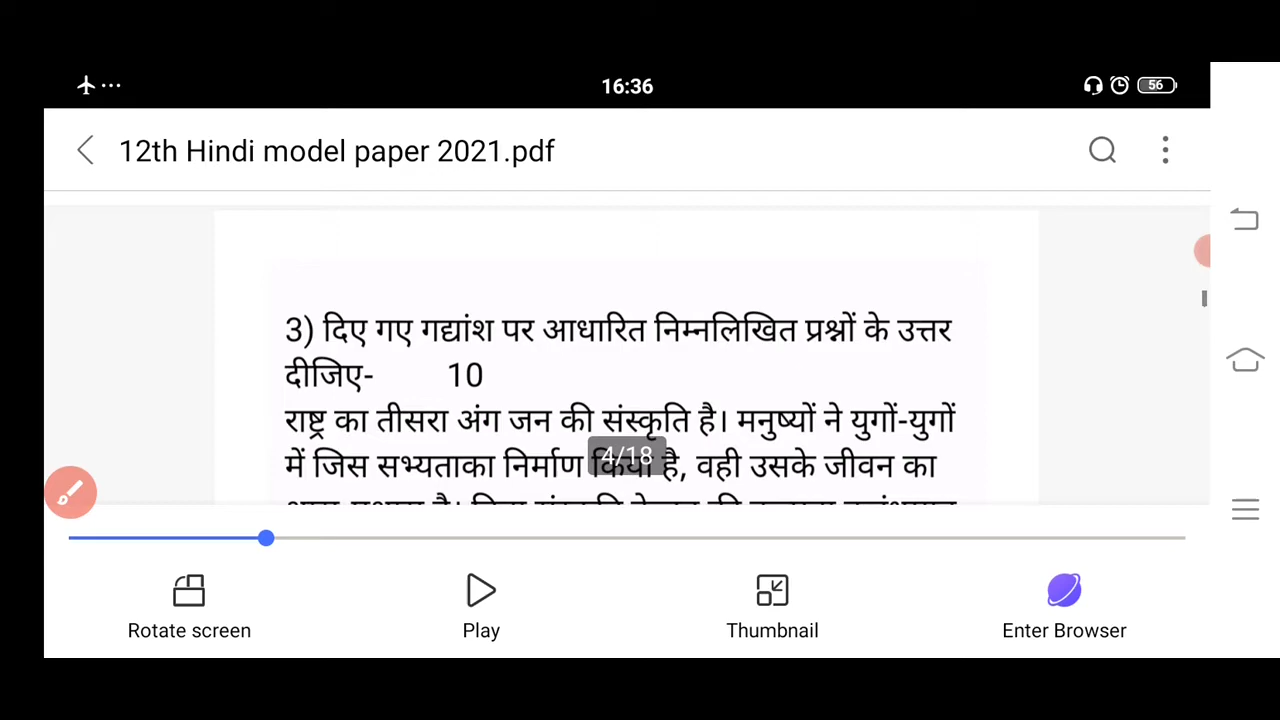 16:36
56
12th Hindi model paper 2021.pdf
3) दिए गए गद्यांश पर आधारित निम्नलिखित प्रश्नों के उत्तर
दीजिए- 10
राष्ट्र का तीसरा अंग जन की संस्कृति है। मनुष्यों ने युगों-युगों
में जिस सभ्यताका निर्माण किया है, वही उसके जीवन का
4/18
Rotate screen
Play
Thumbnail
Enter Browser